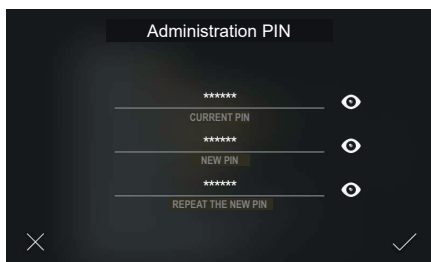 Administration PIN
******
CURRENT PIN
******
NEW PIN
******
REPEAT THE NEW PIN